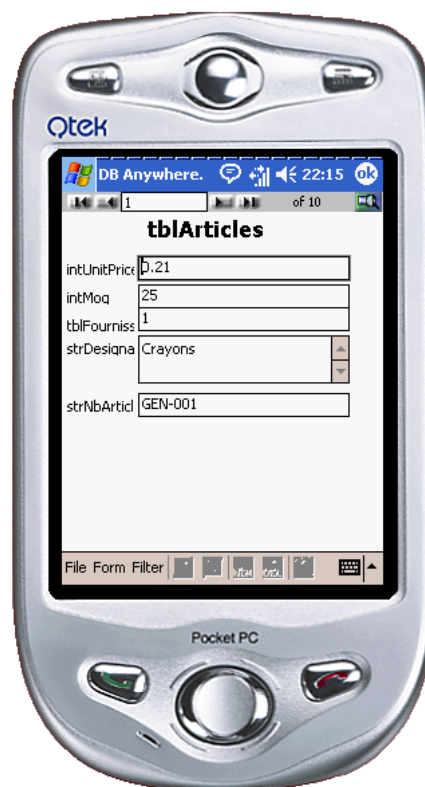 Qtek
DB Anywhere. 22:15 ok
1 of 10
tblArticles
intUnitPrice 0.21
intMoq 25
tblFourniss 1
strDesigna Crayons
strNbArticl GEN-001
File Form Filter
Pocket PC